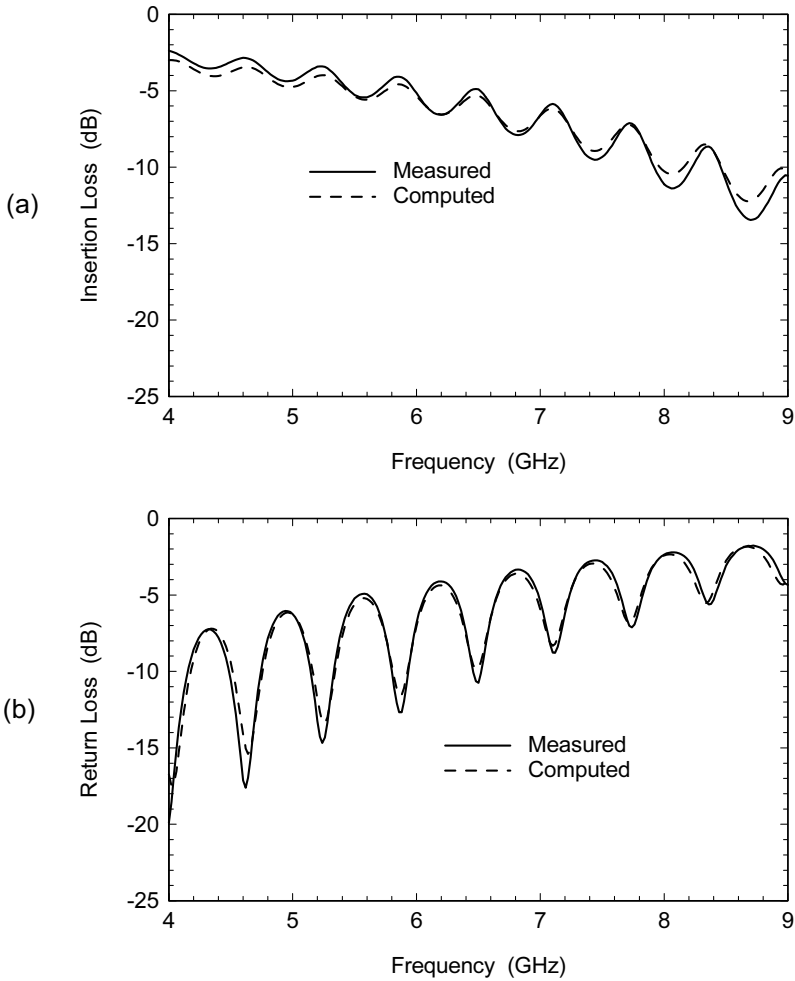 (a)
Insertion Loss (dB)
0
-5
-10
-15
-20
-25
Measured
Computed
4 5 6 7 8 9
Frequency (GHz)
(b)
Return Loss (dB)
0
-5
-10
-15
-20
-25
Measured
Computed
4 5 6 7 8 9
Frequency (GHz)